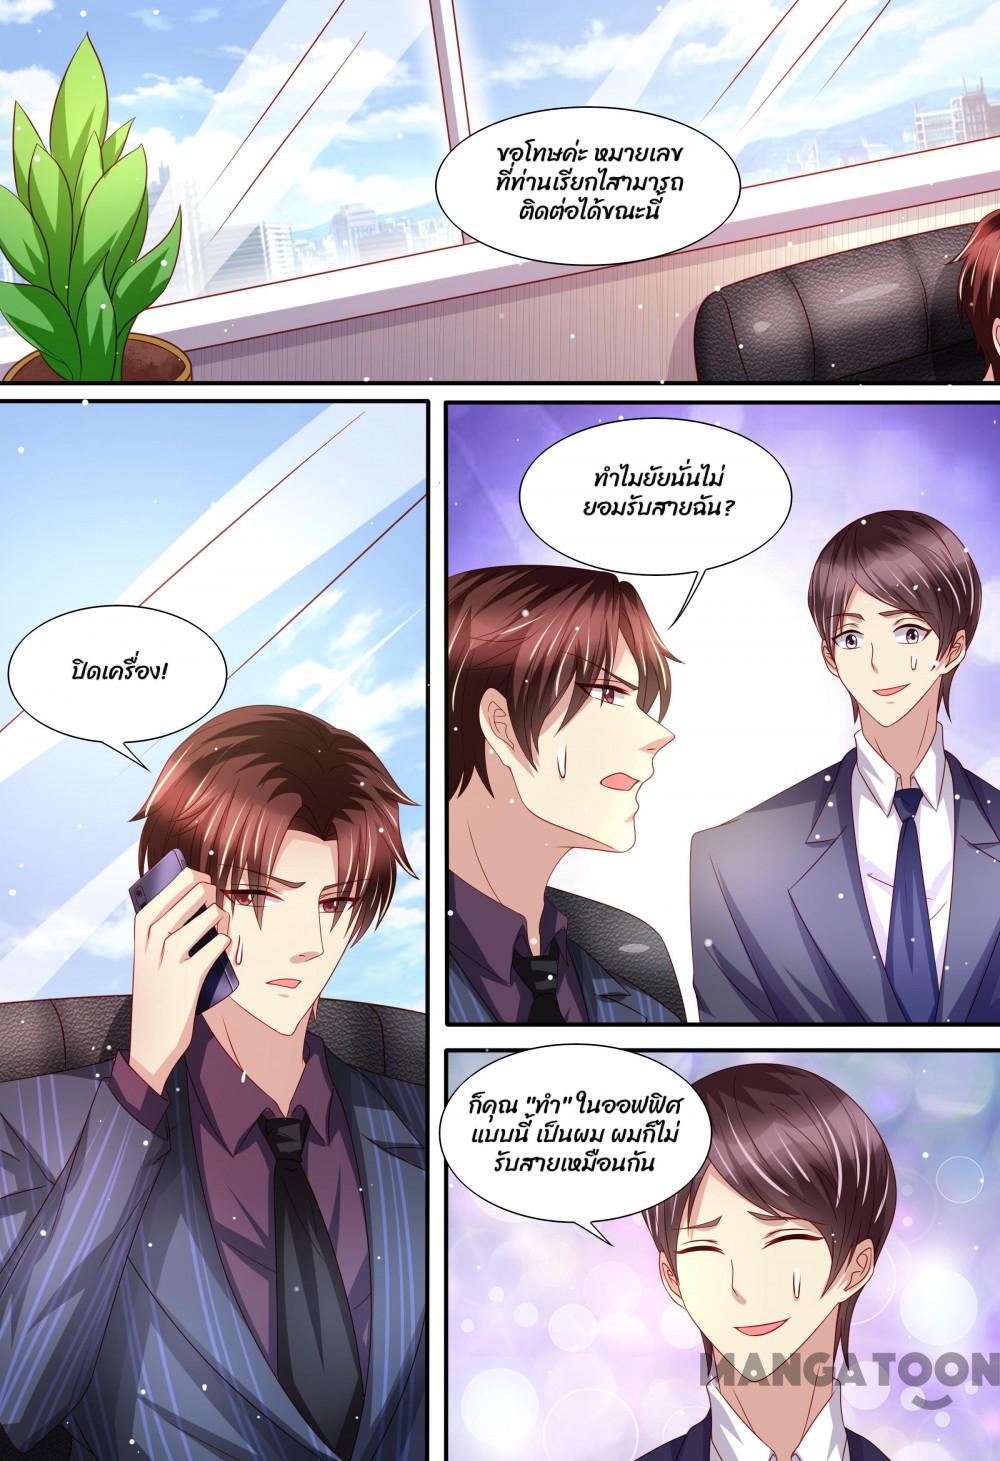 ขอโทษค่ะ หมายเลข
ที่ท่านเรียกไสามารถ
ติดต่อได้ขณะนี้
ปิดเครื่อง!
ทำไมยัยนั่นไม่
ยอมรับสายฉัน?
ก็คุณ "ทำ" ในออฟฟิศ
แบบนี้ เป็นผม ผมก็ไม่
รับสายเหมือนกัน
MANGATOON